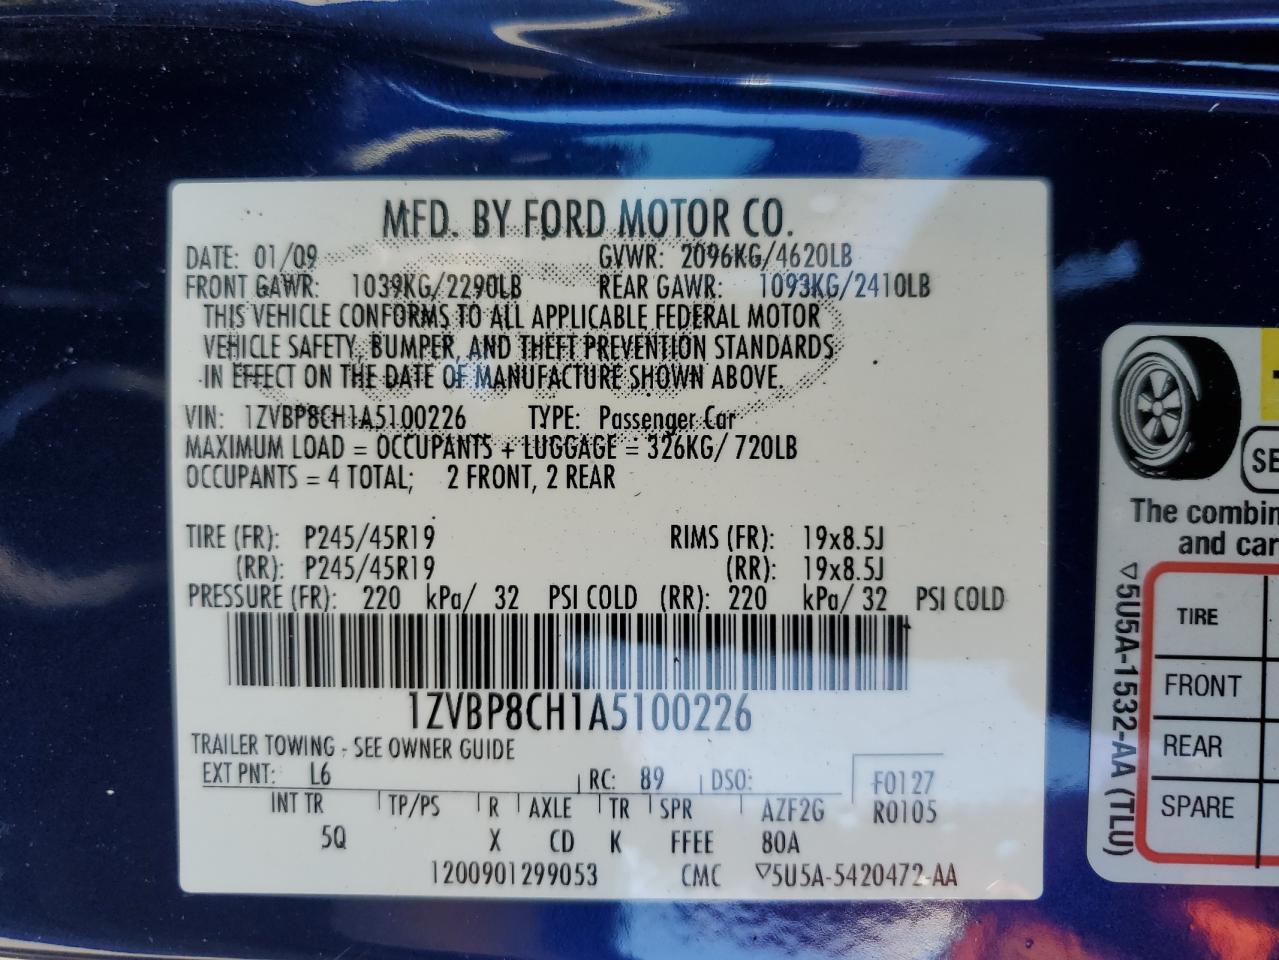 MFD. BY FORD MOTOR CO.
DATE: 01/09 GVWR: 2096KG/4620LB
FRONT GAWR: 1039KG/2290LB REAR GAWR: 1093KG/2410LB
THIS VEHICLE CONFORMS TO ALL APPLICABLE FEDERAL MOTOR
VEHICLE SAFETY, BUMPER, AND THEFT PREVENTION STANDARDS
IN EFFECT ON THE DATE OF MANUFACTURE SHOWN ABOVE.
VIN: 1ZVBP8CH1A5100226 TYPE: Passenger Car
MAXIMUM LOAD = OCCUPANTS + LUGGAGE = 326KG/ 720LB
OCCUPANTS = 4 TOTAL; 2 FRONT, 2 REAR
TIRE (FR): P245/45R19 RIMS (FR): 19x8.5J
(RR): P245/45R19 (RR): 19x8.5J
PRESSURE (FR): 220 kPa/ 32 PSI COLD (RR): 220 kPa/ 32 PSI COLD
1ZVBP8CH1A5100226
TRAILER TOWING - SEE OWNER GUIDE
EXT PNT: L6 RC: 89 DSO: F0127
INT TR TP/PS R AXLE TR SPR AZF2G R0105
5Q X CD K FFEE 80A
1200901299053 CMC ▽5U5A-5420472-AA
SE
The combin
and car
TIRE
FRONT
REAR
SPARE
▽5U5A-1532-AA (TLU)